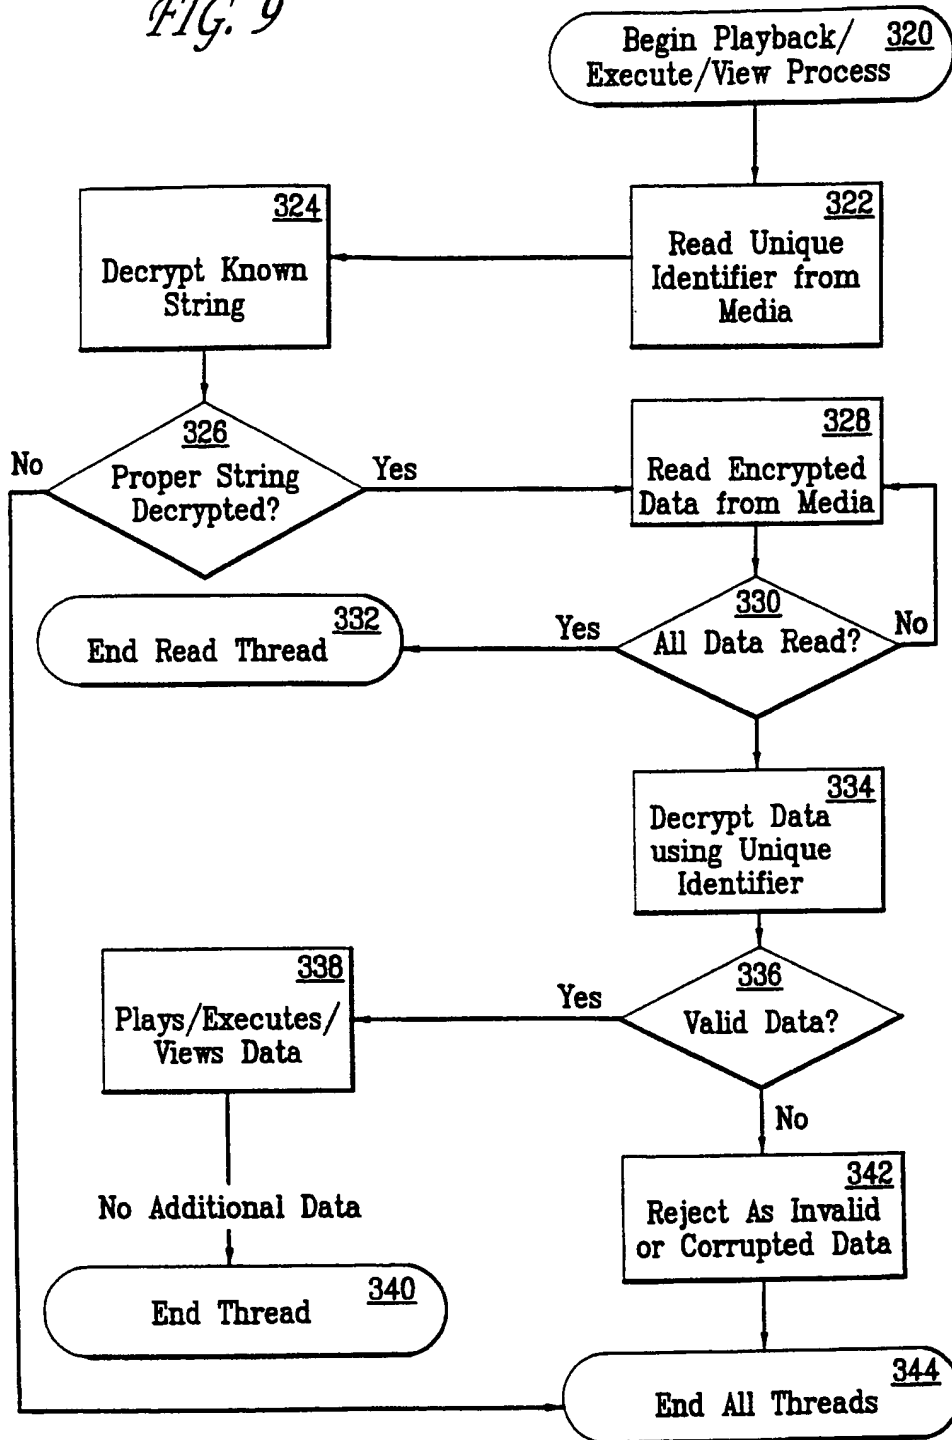 FIG. 9
Begin Playback/ 320
Execute/View Process
322
Read Unique
Identifier from
Media
324
Decrypt Known
String
326
Proper String
Decrypted?
No
Yes
328
Read Encrypted
Data from Media
330
All Data Read?
No
Yes
332
End Read Thread
334
Decrypt Data
using Unique
Identifier
336
Valid Data?
Yes
338
Plays/Executes/
Views Data
No Additional Data
340
End Thread
No
342
Reject As Invalid
or Corrupted Data
344
End All Threads